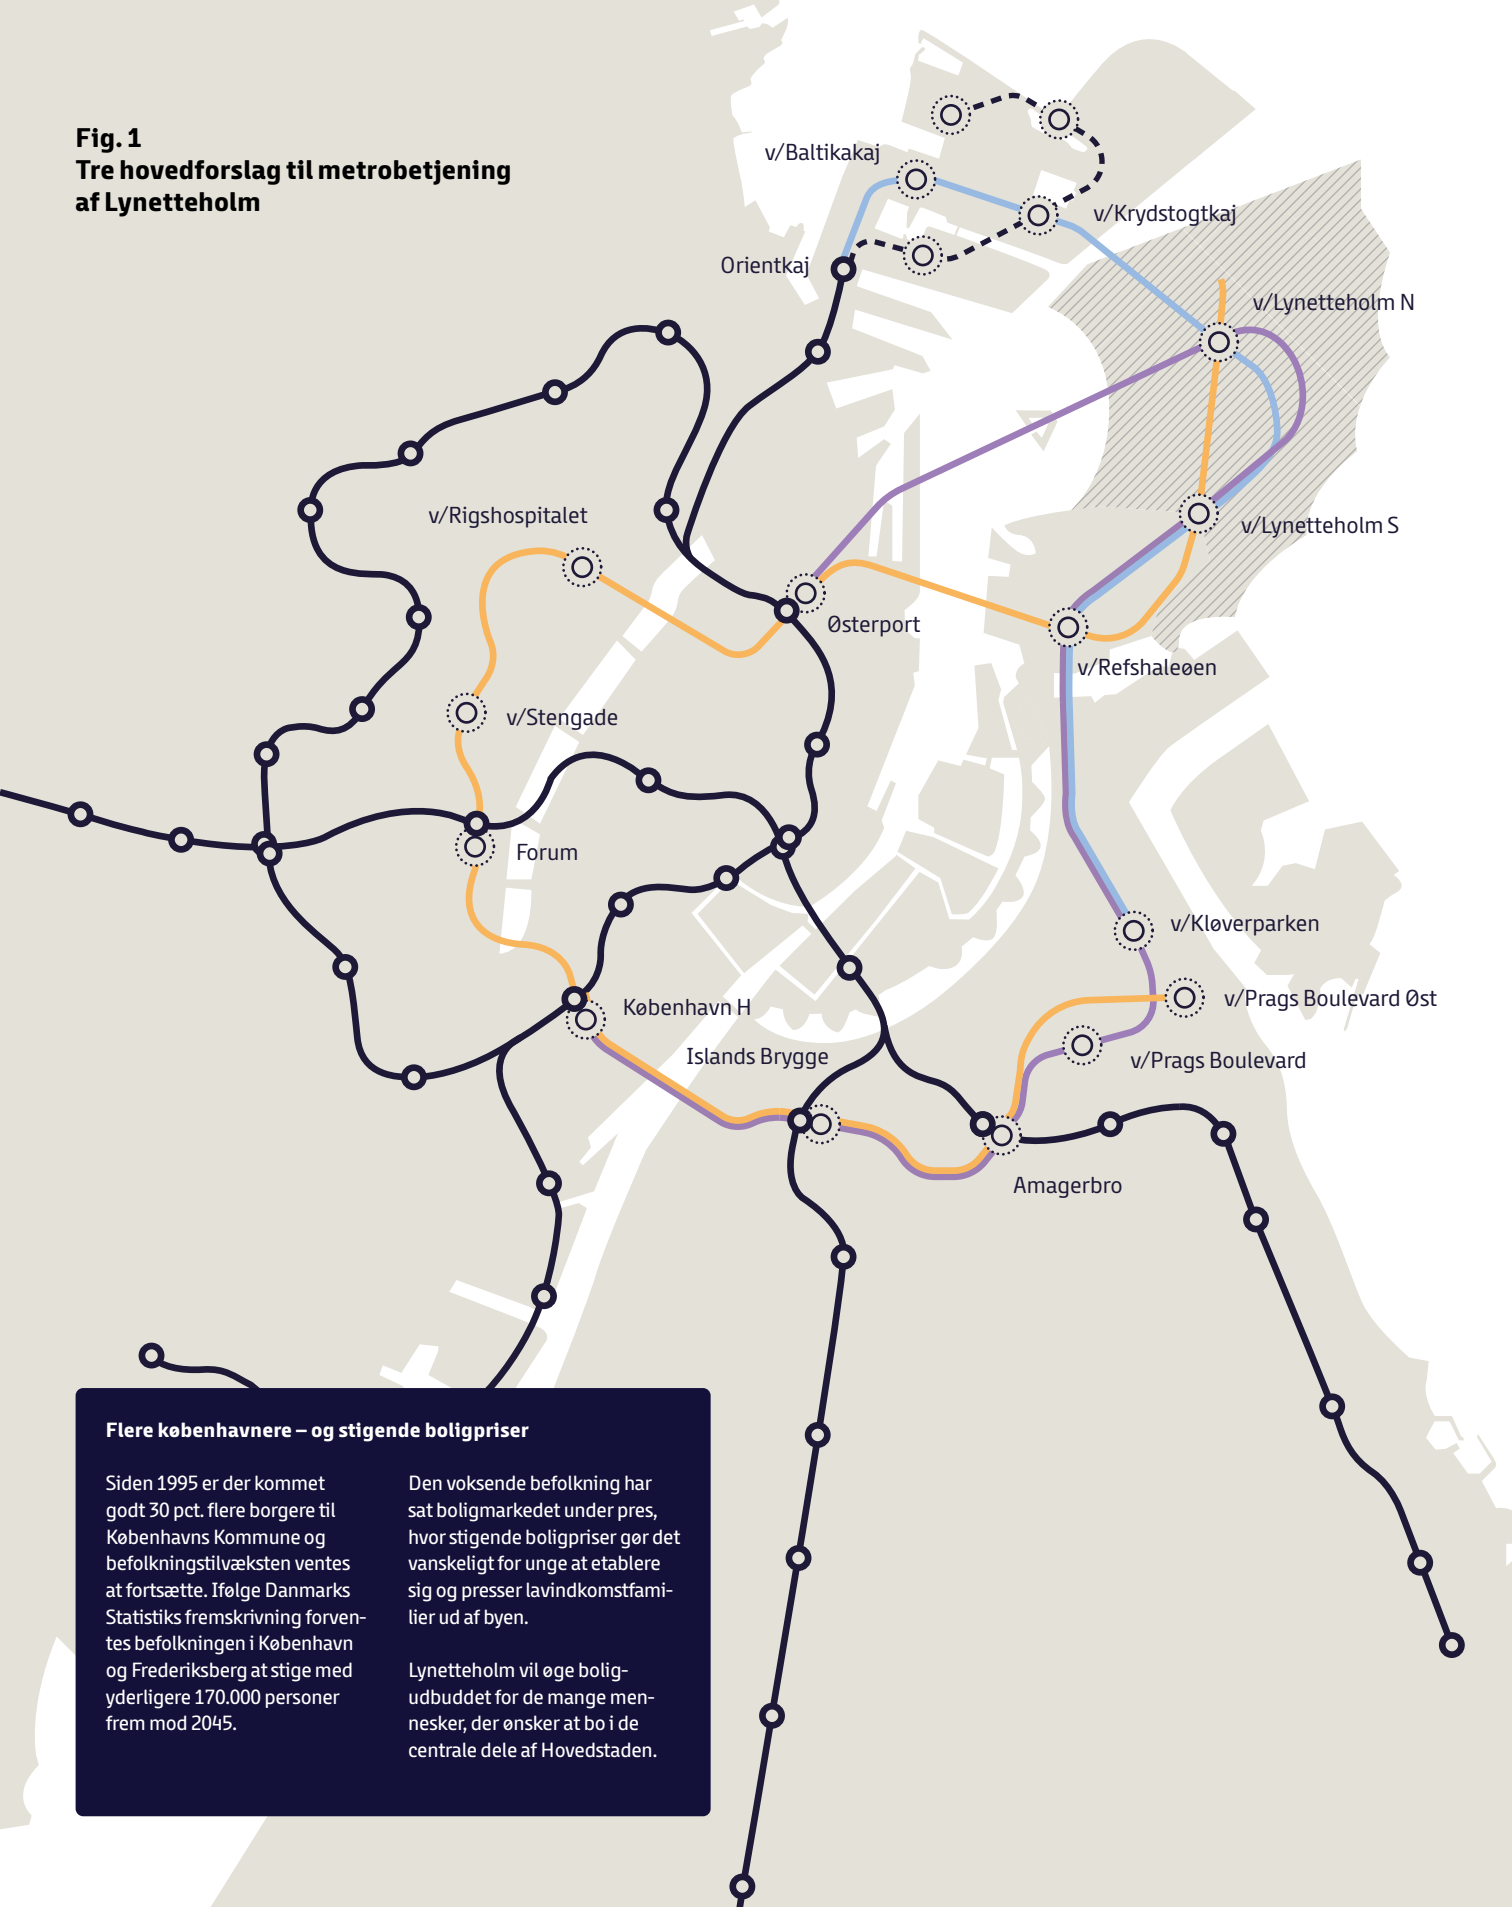 Fig. 1
Tre hovedforslag til metrobetjening
af Lynetteholm
v/Baltikakaj
v/Krydstogtkaj
Orientkaj
v/Lynetteholm N
v/Rigshospitalet
v/Lynetteholm S
Østerport
v/Refshaleøen
v/Stengade
Forum
v/Kløverparken
København H
v/Prags Boulevard Øst
Islands Brygge
v/Prags Boulevard
Amagerbro
Flere københavnere – og stigende boligpriser
Siden 1995 er der kommet
godt 30 pct. flere borgere til
Københavns Kommune og
befolkningstilvæksten ventes
at fortsætte. Ifølge Danmarks
Statistiks fremskrivning forven-
tes befolkningen i København
og Frederiksberg at stige med
yderligere 170.000 personer
frem mod 2045.
Den voksende befolkning har
sat boligmarkedet under pres,
hvor stigende boligpriser gør det
vanskeligt for unge at etablere
sig og presser lavindkomstfami-
lier ud af byen.
Lynetteholm vil øge bolig-
udbuddet for de mange men-
nesker, der ønsker at bo i de
centrale dele af Hovedstaden.